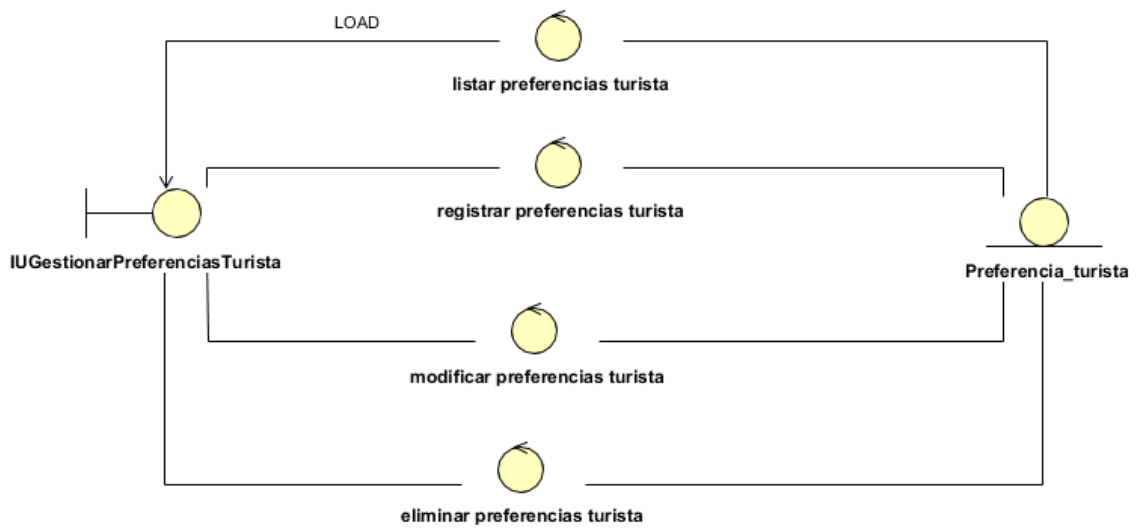 LOAD
listar preferencias turista
registrar preferencias turista
IUGestionarPreferenciasTurista
Preferencia_turista
modificar preferencias turista
eliminar preferencias turista